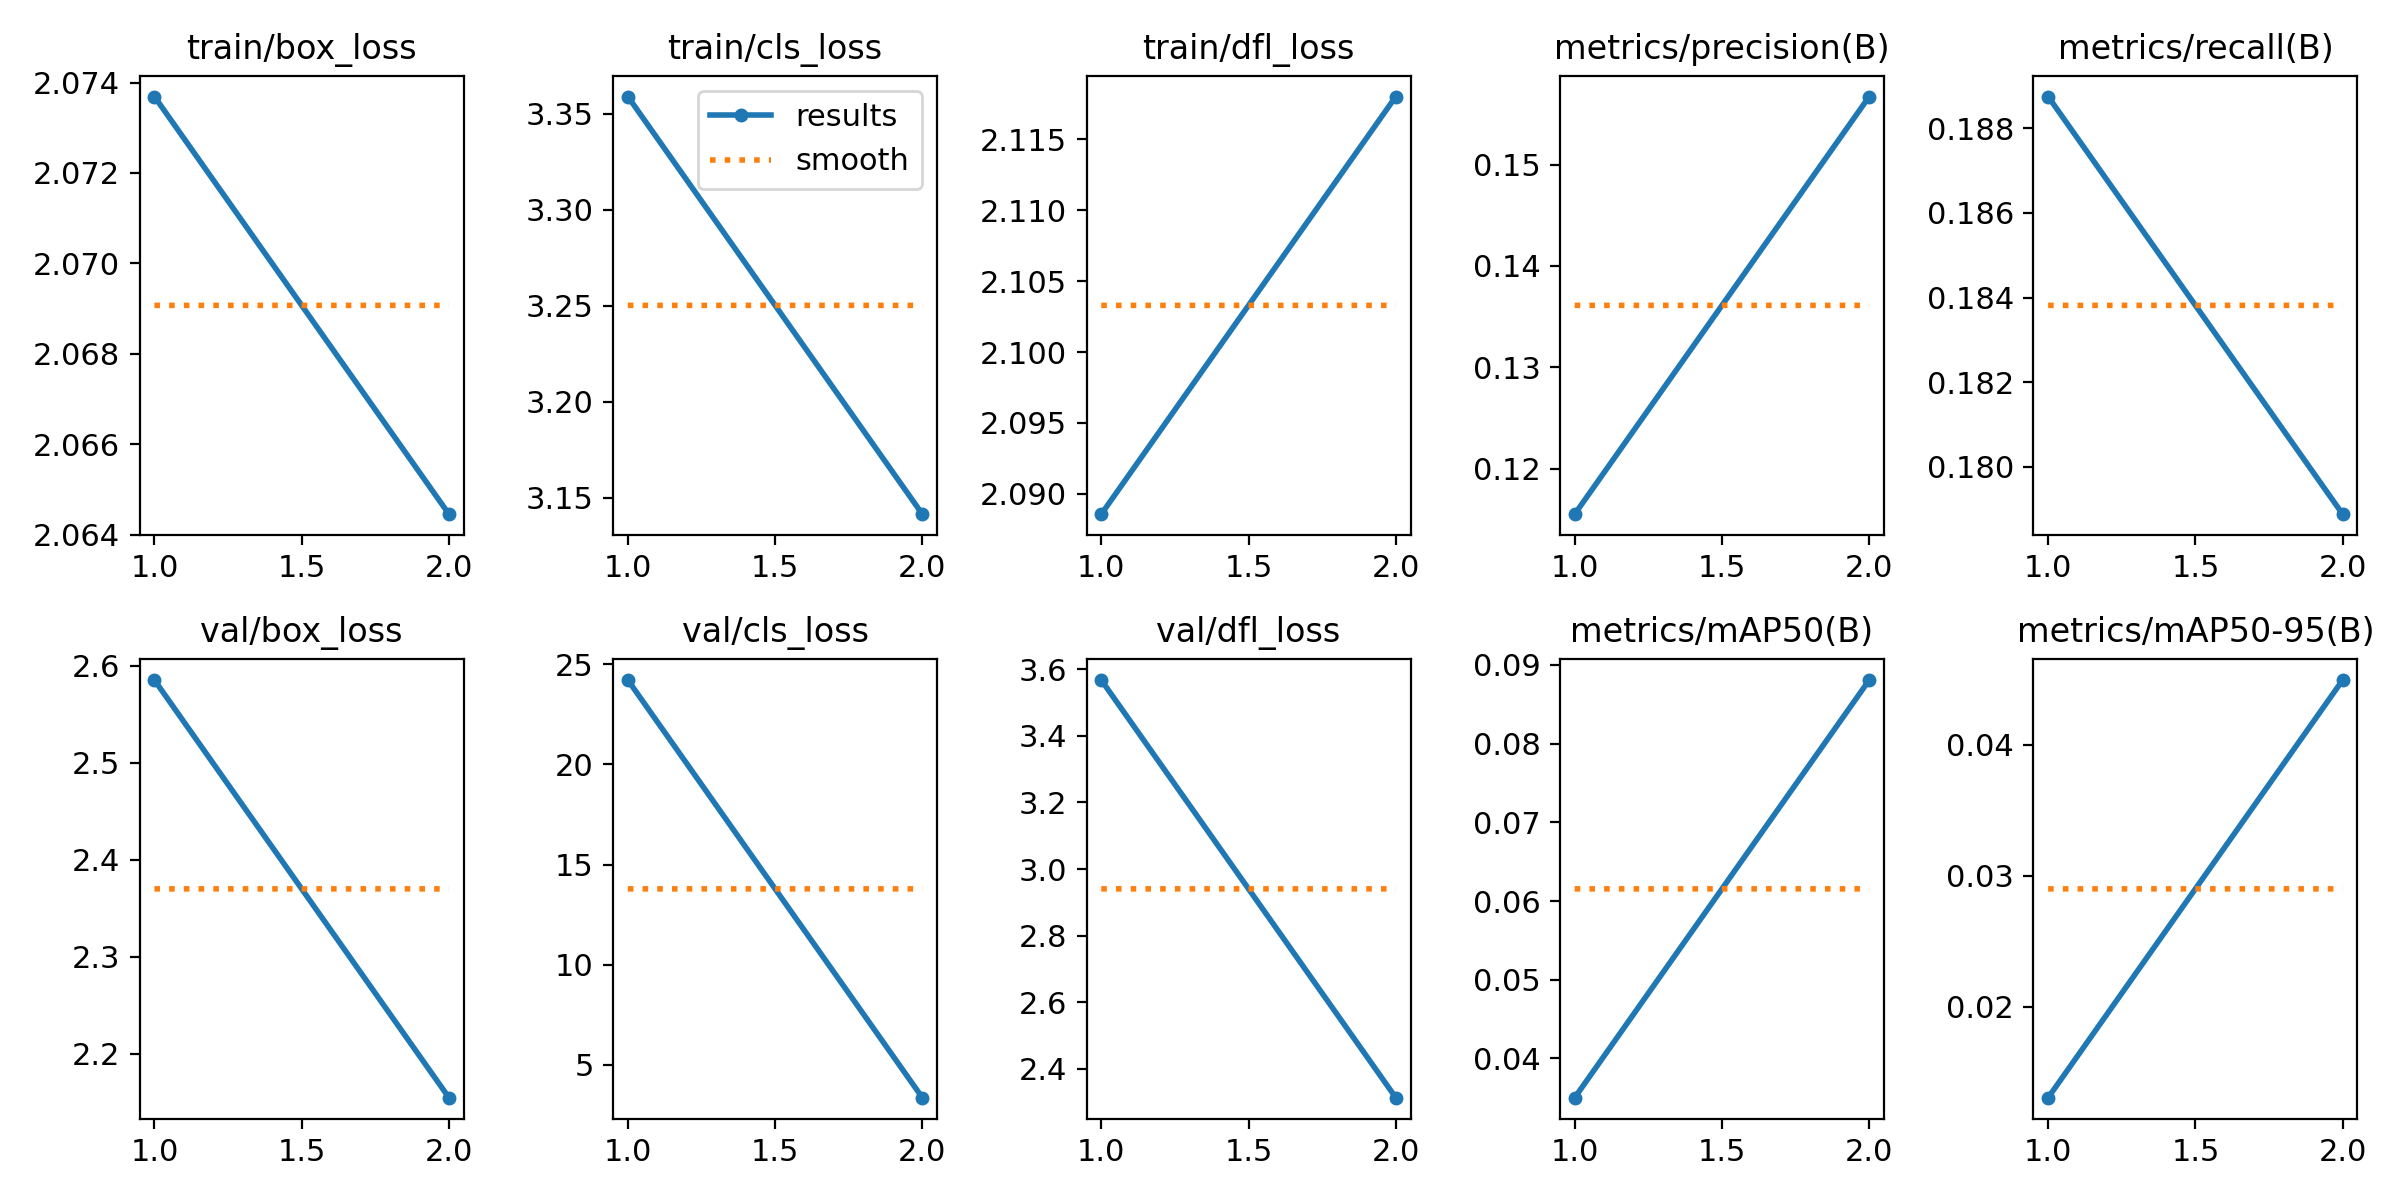 train/box_loss
2.074
2.072
2.070
2.068
2.066
2.064
1.0 1.5 2.0
train/cls_loss
results
smooth
3.35
3.30
3.25
3.20
3.15
1.0 1.5 2.0
train/dfl_loss
2.115
2.110
2.105
2.100
2.095
2.090
1.0 1.5 2.0
metrics/precision(B)
0.15
0.14
0.13
0.12
1.0 1.5 2.0
metrics/recall(B)
0.188
0.186
0.184
0.182
0.180
1.0 1.5 2.0
val/box_loss
2.6
2.5
2.4
2.3
2.2
1.0 1.5 2.0
val/cls_loss
25
20
15
10
5
1.0 1.5 2.0
val/dfl_loss
3.6
3.4
3.2
3.0
2.8
2.6
2.4
1.0 1.5 2.0
metrics/mAP50(B)
0.09
0.08
0.07
0.06
0.05
0.04
1.0 1.5 2.0
metrics/mAP50-95(B)
0.04
0.03
0.02
1.0 1.5 2.0